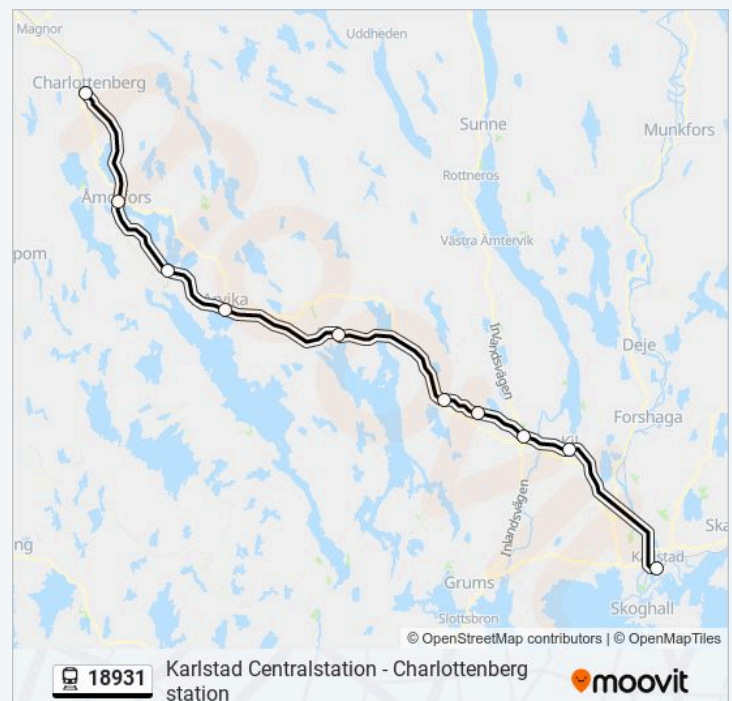 Magnor
Uddheden
Charlottenberg
Sunne
Munkfors
Rottneros
Åmotfors
Västra Ämtervik
pom
Arvika
Inlandsvägen
Deje
Forshaga
Kil
Inlandsvägen
ng
Ska
Karlstad
Grums
Skoghall
Slottsbron
© OpenStreetMap contributors | © OpenMapTiles
18931
Karlstad Centralstation - Charlottenberg
station
moovit